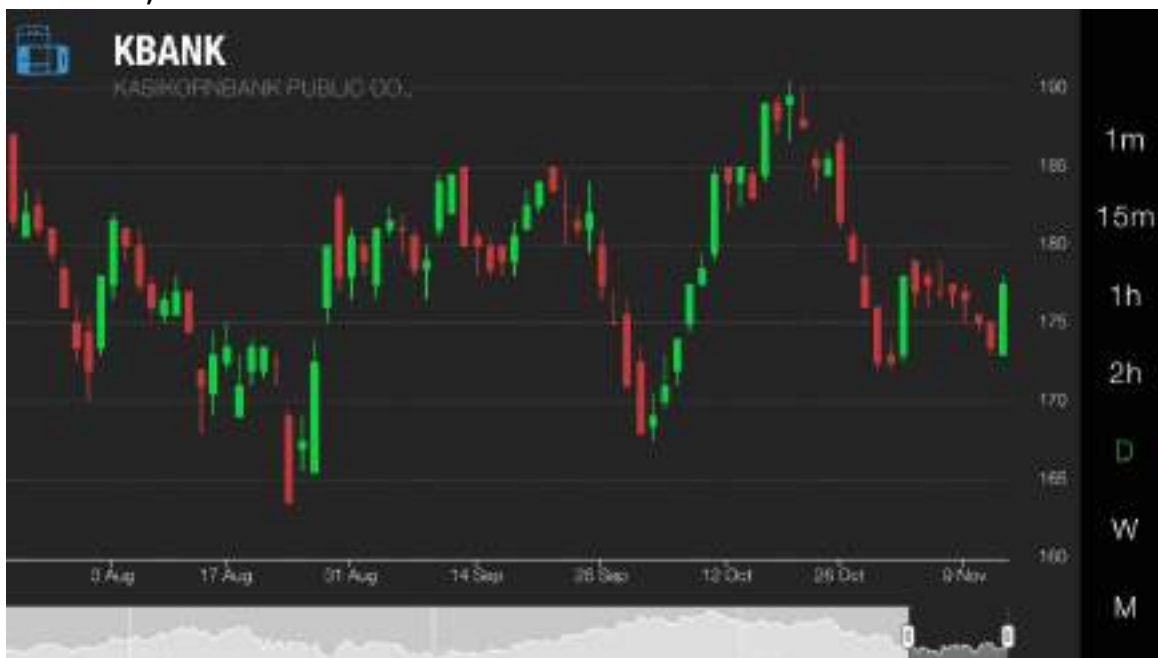 KBANK
KASIKORNBANK PUBLIC CO.,
190
185
180
175
170
165
160
3 Aug
17 Aug
31 Aug
14 Sep
28 Sep
12 Oct
26 Oct
9 Nov
1m
15m
1h
2h
D
W
M